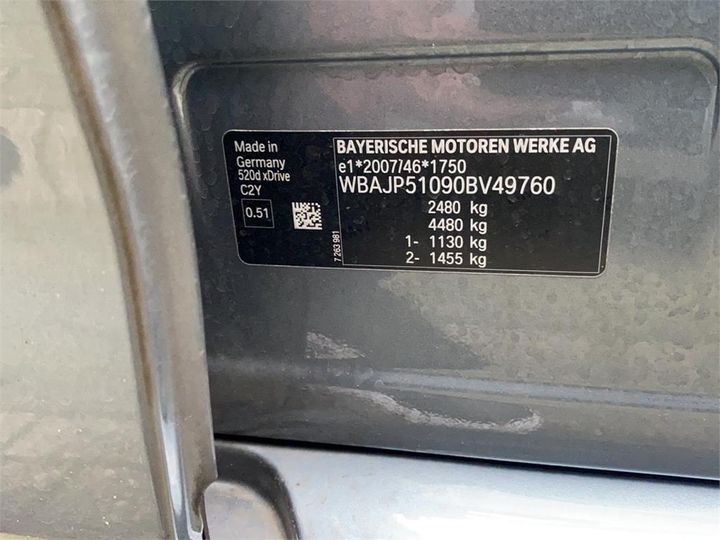 Made in
Germany
520d xDrive
C2Y
0.51
7 263 981
BAYERISCHE MOTOREN WERKE AG
e1*2007/46*1750
WBAJP51090BV49760
2480 kg
4480 kg
1- 1130 kg
2- 1455 kg